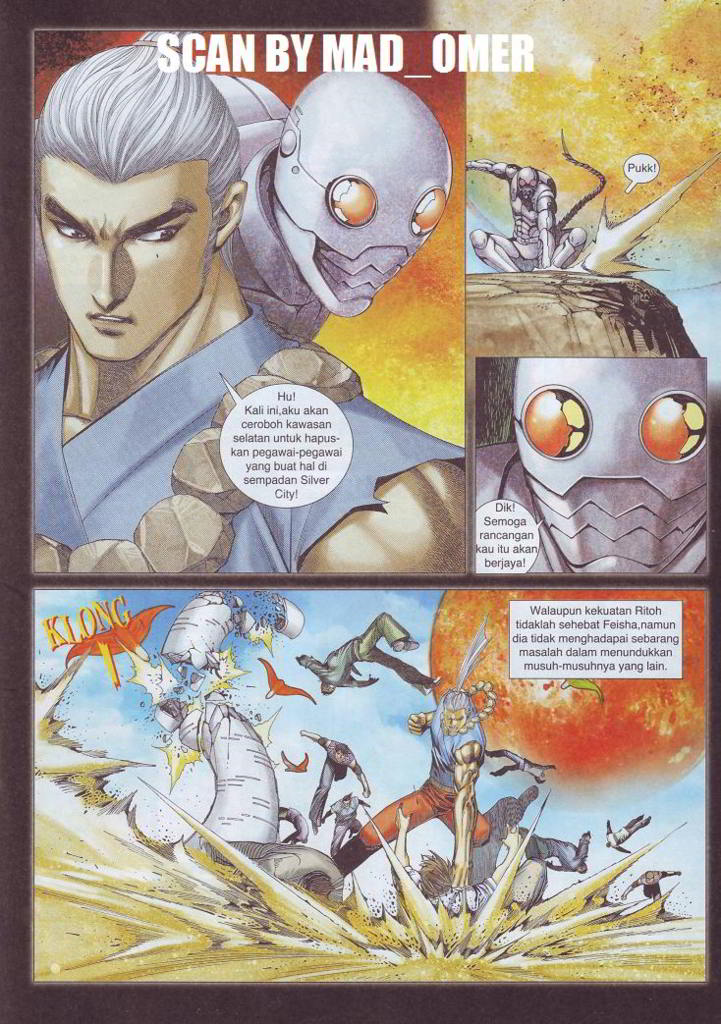 SCAN BY MAD_OMER
Pukk!
Hu!
Kali ini,aku akan
ceroboh kawasan
selatan untuk hapus-
kan pegawai-pegawai
yang buat hal di
sempadan Silver
City!
Dik!
Semoga
rancangan
kau itu akan
berjaya!
KLONG
Walaupun kekuatan Ritoh
tidaklah sehebat Feisha,namun
dia tidak menghadapai sebarang
masalah dalam menundukkan
musuh-musuhnya yang lain.